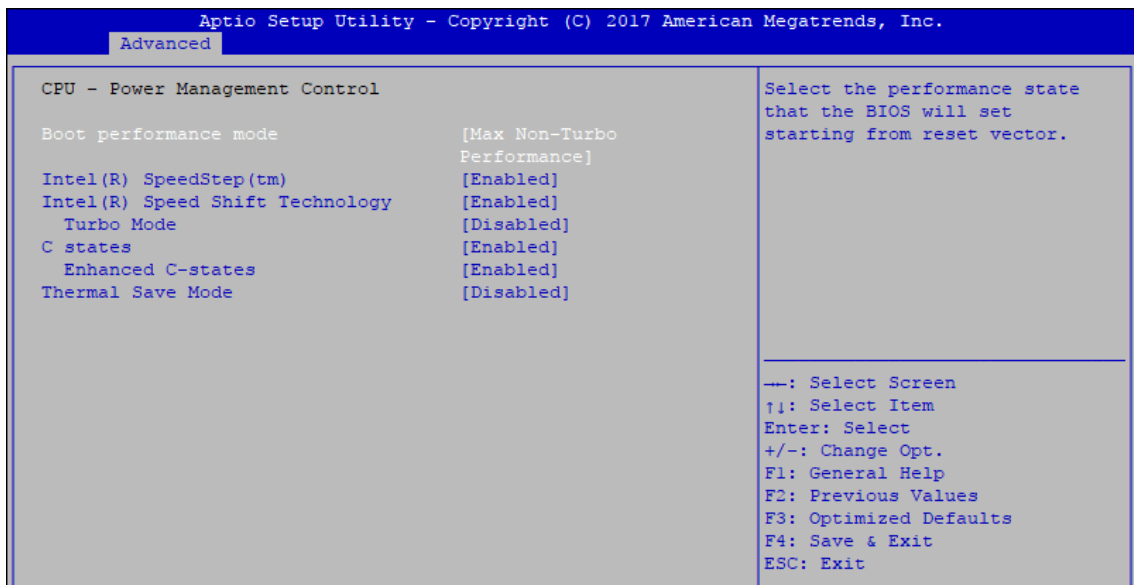 Aptio Setup Utility - Copyright (C) 2017 American Megatrends, Inc.
Advanced
CPU - Power Management Control
Boot performance mode [Max Non-Turbo
Performance]
Intel(R) SpeedStep(tm) [Enabled]
Intel(R) Speed Shift Technology [Enabled]
Turbo Mode [Disabled]
C states [Enabled]
Enhanced C-states [Enabled]
Thermal Save Mode [Disabled]
Select the performance state
that the BIOS will set
starting from reset vector.
→←: Select Screen
↑↓: Select Item
Enter: Select
+/-: Change Opt.
F1: General Help
F2: Previous Values
F3: Optimized Defaults
F4: Save & Exit
ESC: Exit